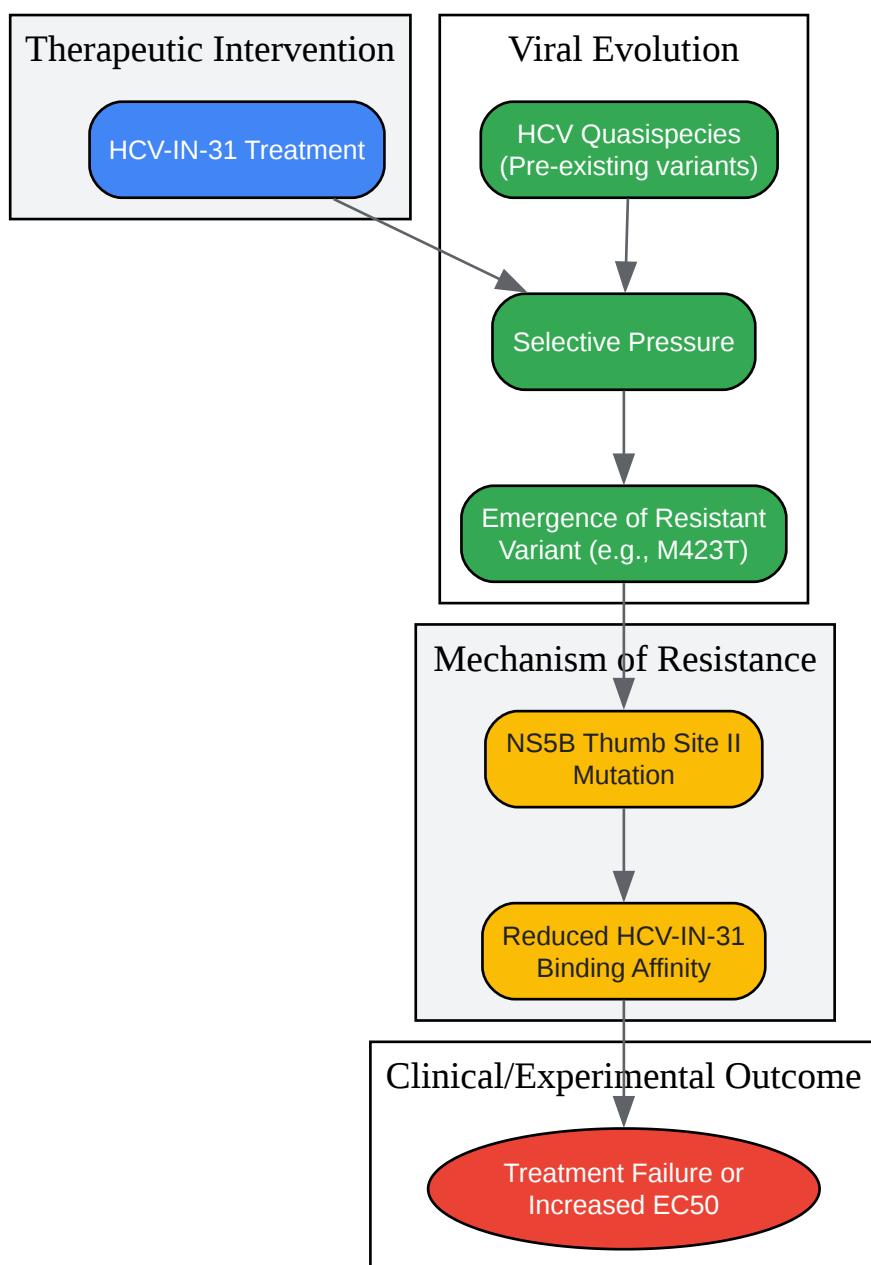 Therapeutic Intervention
HCV-IN-31 Treatment
Viral Evolution
HCV Quasispecies
(Pre-existing variants)
Selective Pressure
Emergence of Resistant
Variant (e.g., M423T)
Mechanism of Resistance
NS5B Thumb Site II
Mutation
Reduced HCV-IN-31
Binding Affinity
Clinical/Experimental Outcome
Treatment Failure or
Increased EC50